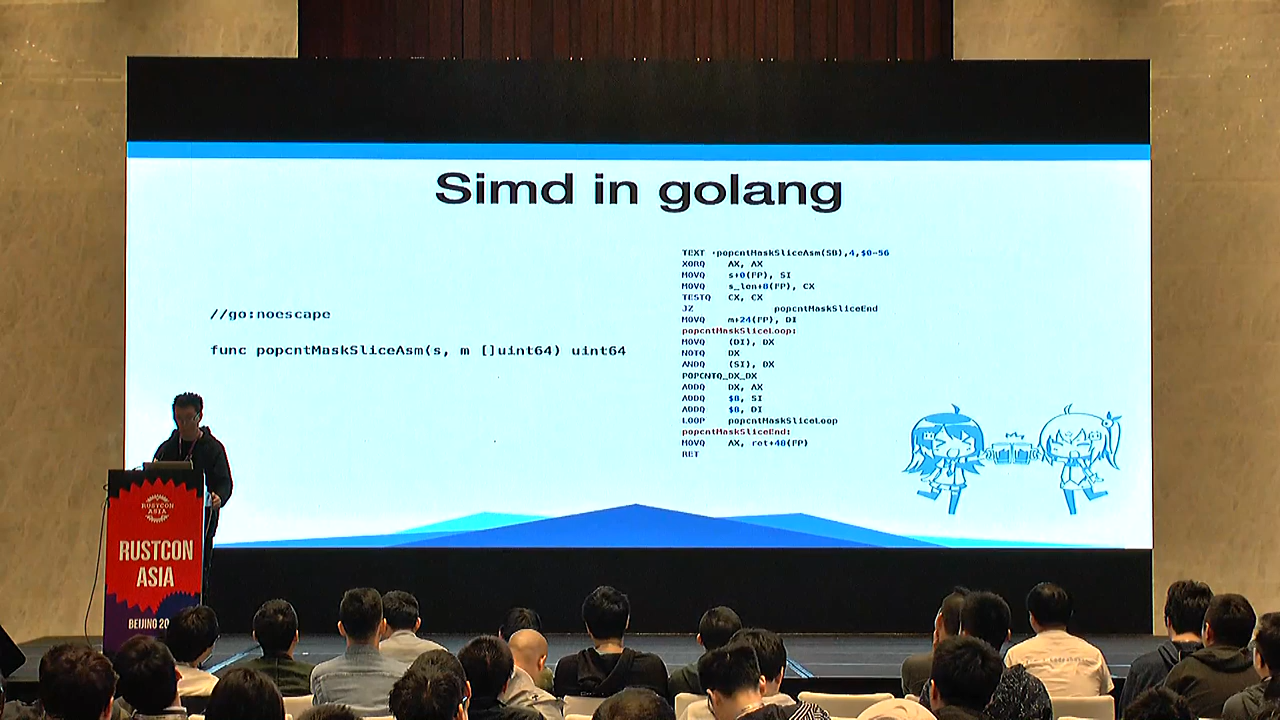 Simd in golang
//go:noescape
func popcntMaskSliceAsm(s, m []uint64) uint64
TEXT ·popcntMaskSliceAsm(SB),4,$0-56
XORQ AX, AX
MOVQ s+0(FP), SI
MOVQ s_len+8(FP), CX
TESTQ CX, CX
JZ popcntMaskSliceEnd
MOVQ m+24(FP), DI
popcntMaskSliceLoop:
MOVQ (DI), DX
NOTQ DX
ANDQ (SI), DX
POPCNTQ_DX_DX
ADDQ DX, AX
ADDQ $8, SI
ADDQ $8, DI
LOOP popcntMaskSliceLoop
popcntMaskSliceEnd:
MOVQ AX, ret+48(FP)
RET
RUSTCON
ASIA
RUSTCON
ASIA
BEIJING 20